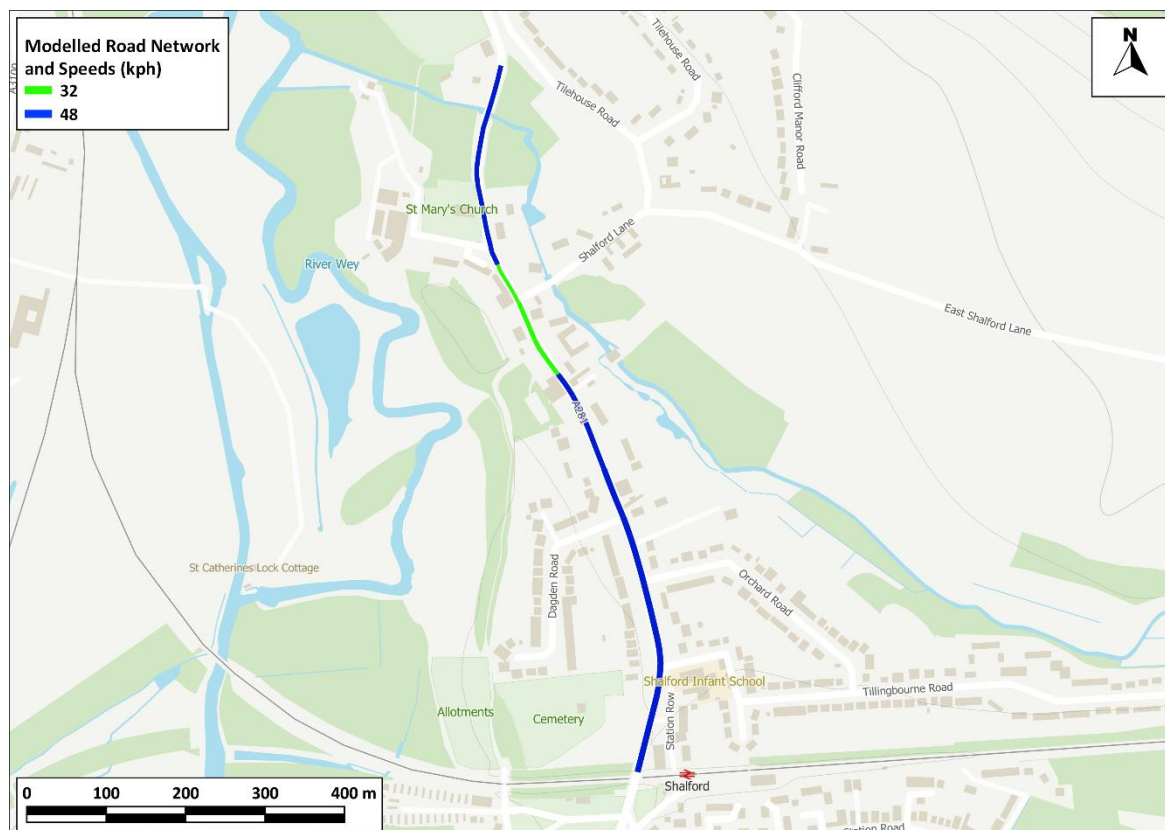 Modelled Road Network
and Speeds (kph)
32
48
N
A3100
Tilehouse Road
Tilehouse Road
Clifford Manor Road
St Mary's Church
Shalford Lane
River Wey
East Shalford Lane
A281
St Catherines Lock Cottage
Dagden Road
Orchard Road
Shalford Infant School
Tillingbourne Road
Allotments
Cemetery
Station Row
Shalford
0 100 200 300 400 m
Station Road